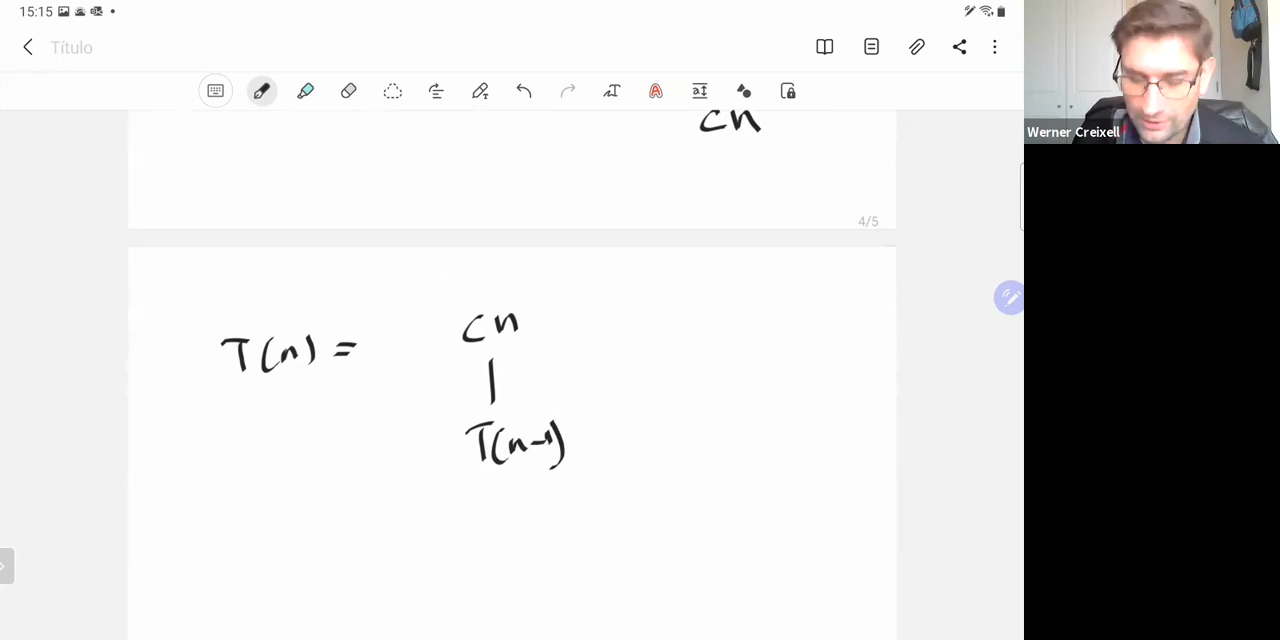 15:15
Título
cn
Werner Creixell
4/5
T(n) =
cn
T(n-1)